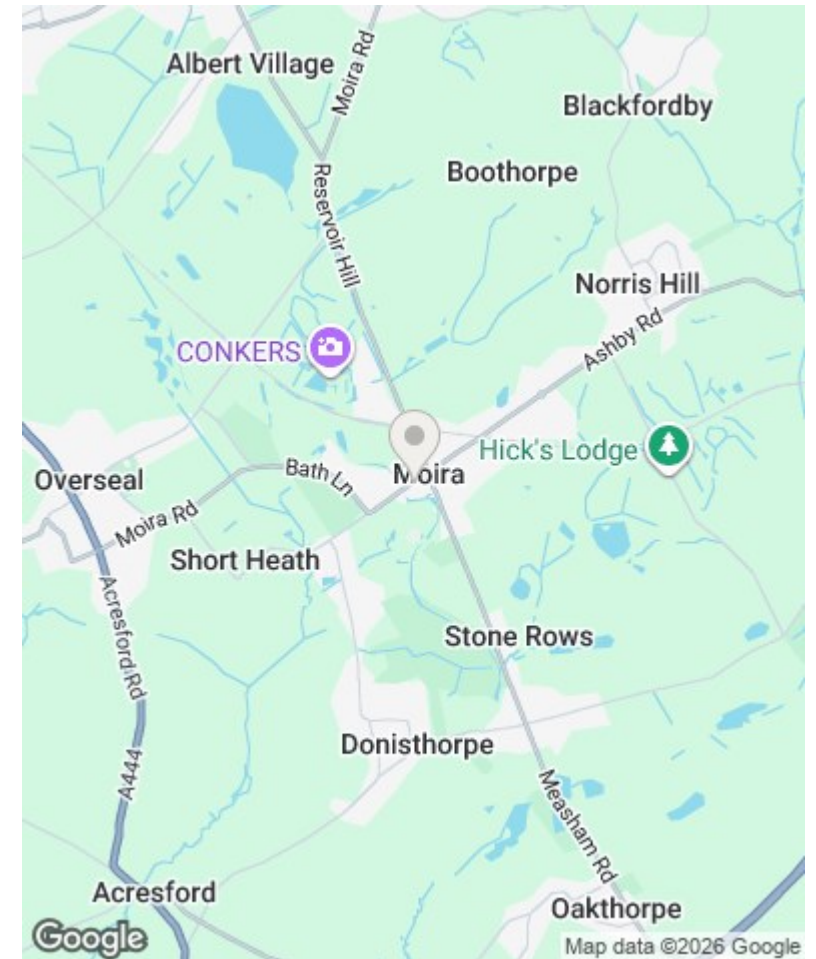 Albert Village
Moira Rd
Blackfordby
Boothorpe
Reservoir Hill
Norris Hill
CONKERS
Ashby Rd
Hick's Lodge
Bath Ln
Moira
Overseal
Moira Rd
Short Heath
Acresford Rd
Stone Rows
Donisthorpe
A444
Measham Rd
Acresford
Oakthorpe
Google
Map data ©2026 Google